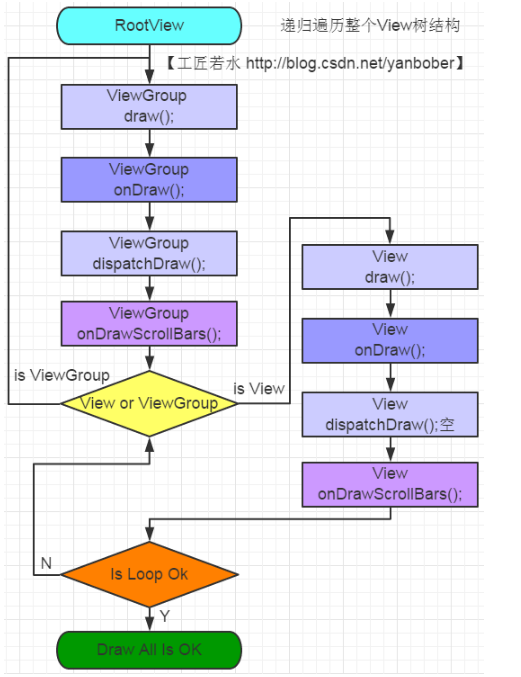 RootView
递归遍历整个View树结构
【工匠若水 http://blog.csdn.net/yanbober】
ViewGroup
draw();
ViewGroup
onDraw();
ViewGroup
dispatchDraw();
ViewGroup
onDrawScrollBars();
is ViewGroup
View or ViewGroup
is View
View
draw();
View
onDraw();
View
dispatchDraw();空
View
onDrawScrollBars();
Is Loop Ok
N
Y
Draw All Is OK